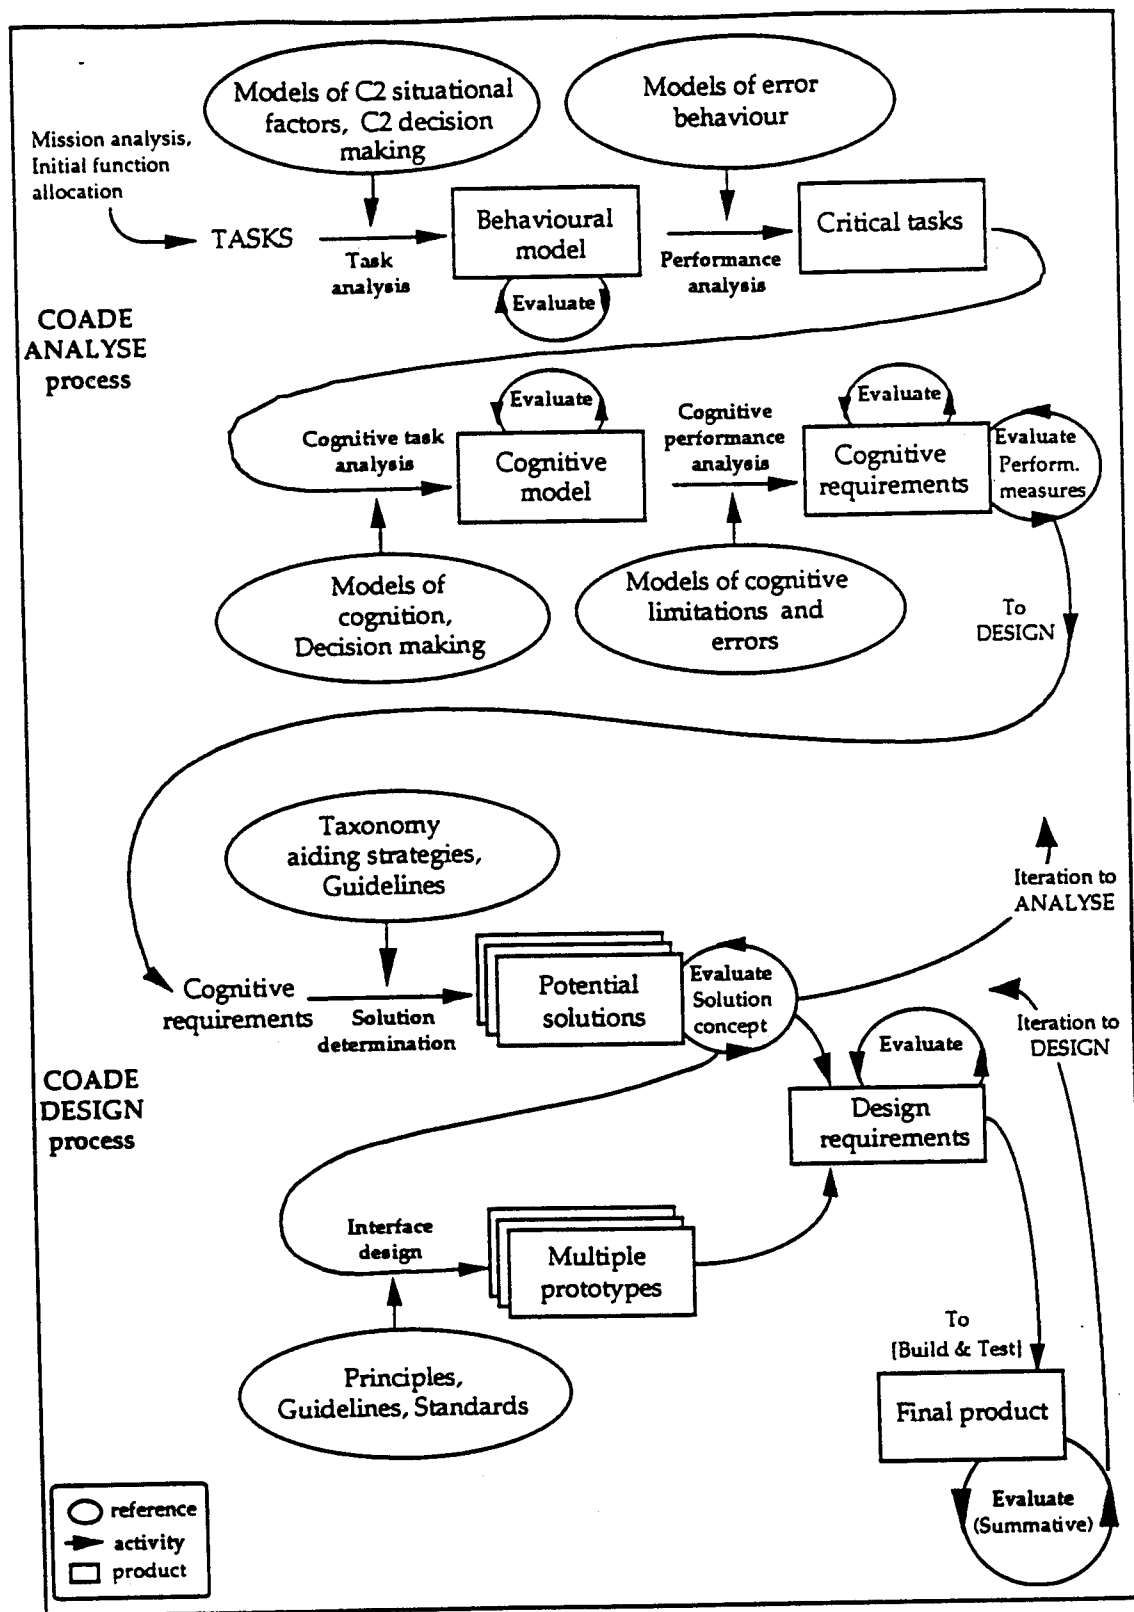 Models of C2 situational
factors, C2 decision
making
Models of error
behaviour
Mission analysis,
Initial function
allocation
TASKS
Task
analysis
Behavioural
model
Evaluate
Performance
analysis
Critical tasks
COADE
ANALYSE
process
Cognitive task
analysis
Evaluate
Cognitive
model
Cognitive
performance
analysis
Evaluate
Cognitive
requirements
Evaluate
Perform.
measures
Models of
cognition,
Decision making
Models of cognitive
limitations and
errors
To
DESIGN
Taxonomy
aiding strategies,
Guidelines
Iteration to
ANALYSE
Cognitive
requirements
Solution
determination
Potential
solutions
Evaluate
Solution
concept
Iteration to
DESIGN
Evaluate
COADE
DESIGN
process
Design
requirements
Interface
design
Multiple
prototypes
To
[Build & Test]
Principles,
Guidelines, Standards
Final product
Evaluate
(Summative)
reference
activity
product